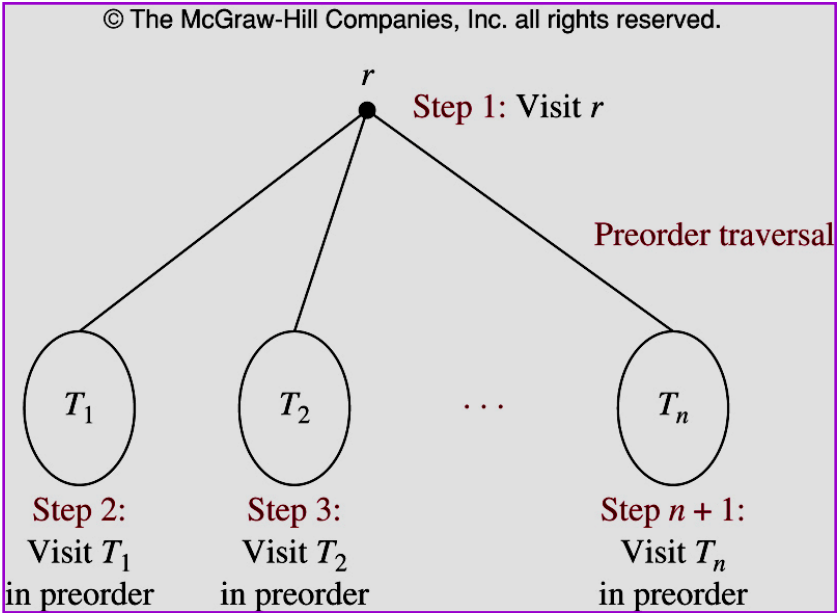 © The McGraw-Hill Companies, Inc. all rights reserved.
r
Step 1: Visit r
Preorder traversal
T₁
T₂
. . .
Tₙ
Step 2:
Visit T₁
in preorder
Step 3:
Visit T₂
in preorder
Step n + 1:
Visit Tₙ
in preorder